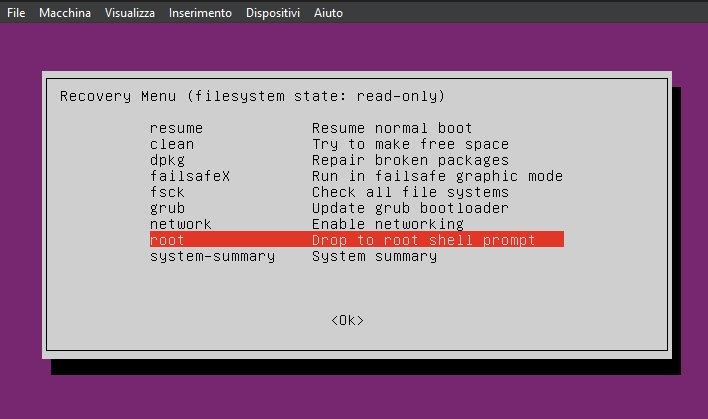 File Macchina Visualizza Inserimento Dispositivi Aiuto
Recovery Menu (filesystem state: read-only)
resume Resume normal boot
clean Try to make free space
dpkg Repair broken packages
failsafeX Run in failsafe graphic mode
fsck Check all file systems
grub Update grub bootloader
network Enable networking
root Drop to root shell prompt
system-summary System summary
<Ok>